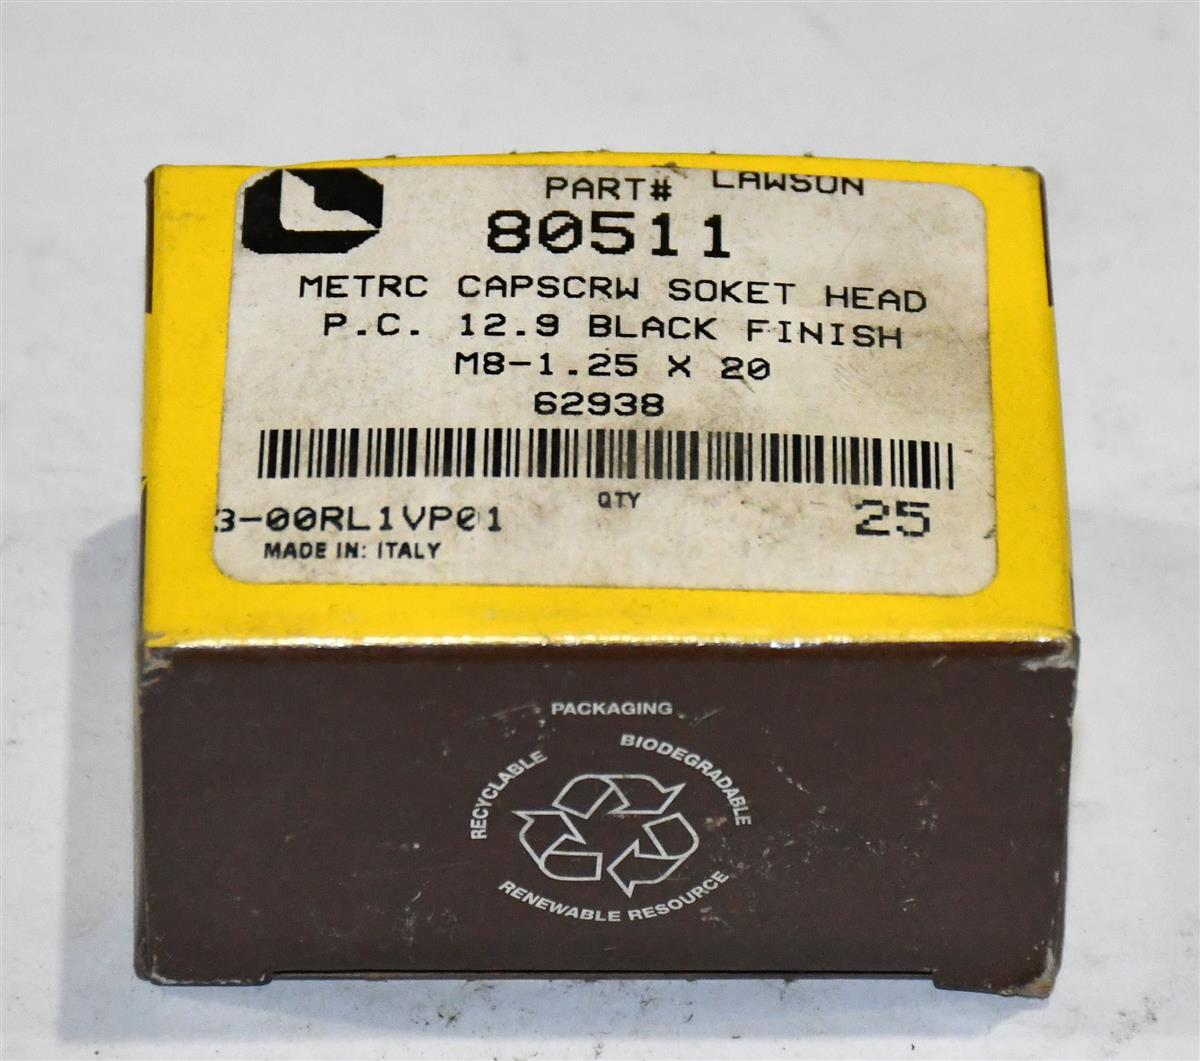 PART# LAWSON
80511
METRC CAPSCRW SOKET HEAD
P.C. 12.9 BLACK FINISH
M8-1.25 X 20
62938
QTY
3-00RL1VP01 25
MADE IN: ITALY
PACKAGING
RECYCLABLE
BIODEGRADABLE
RENEWABLE RESOURCE